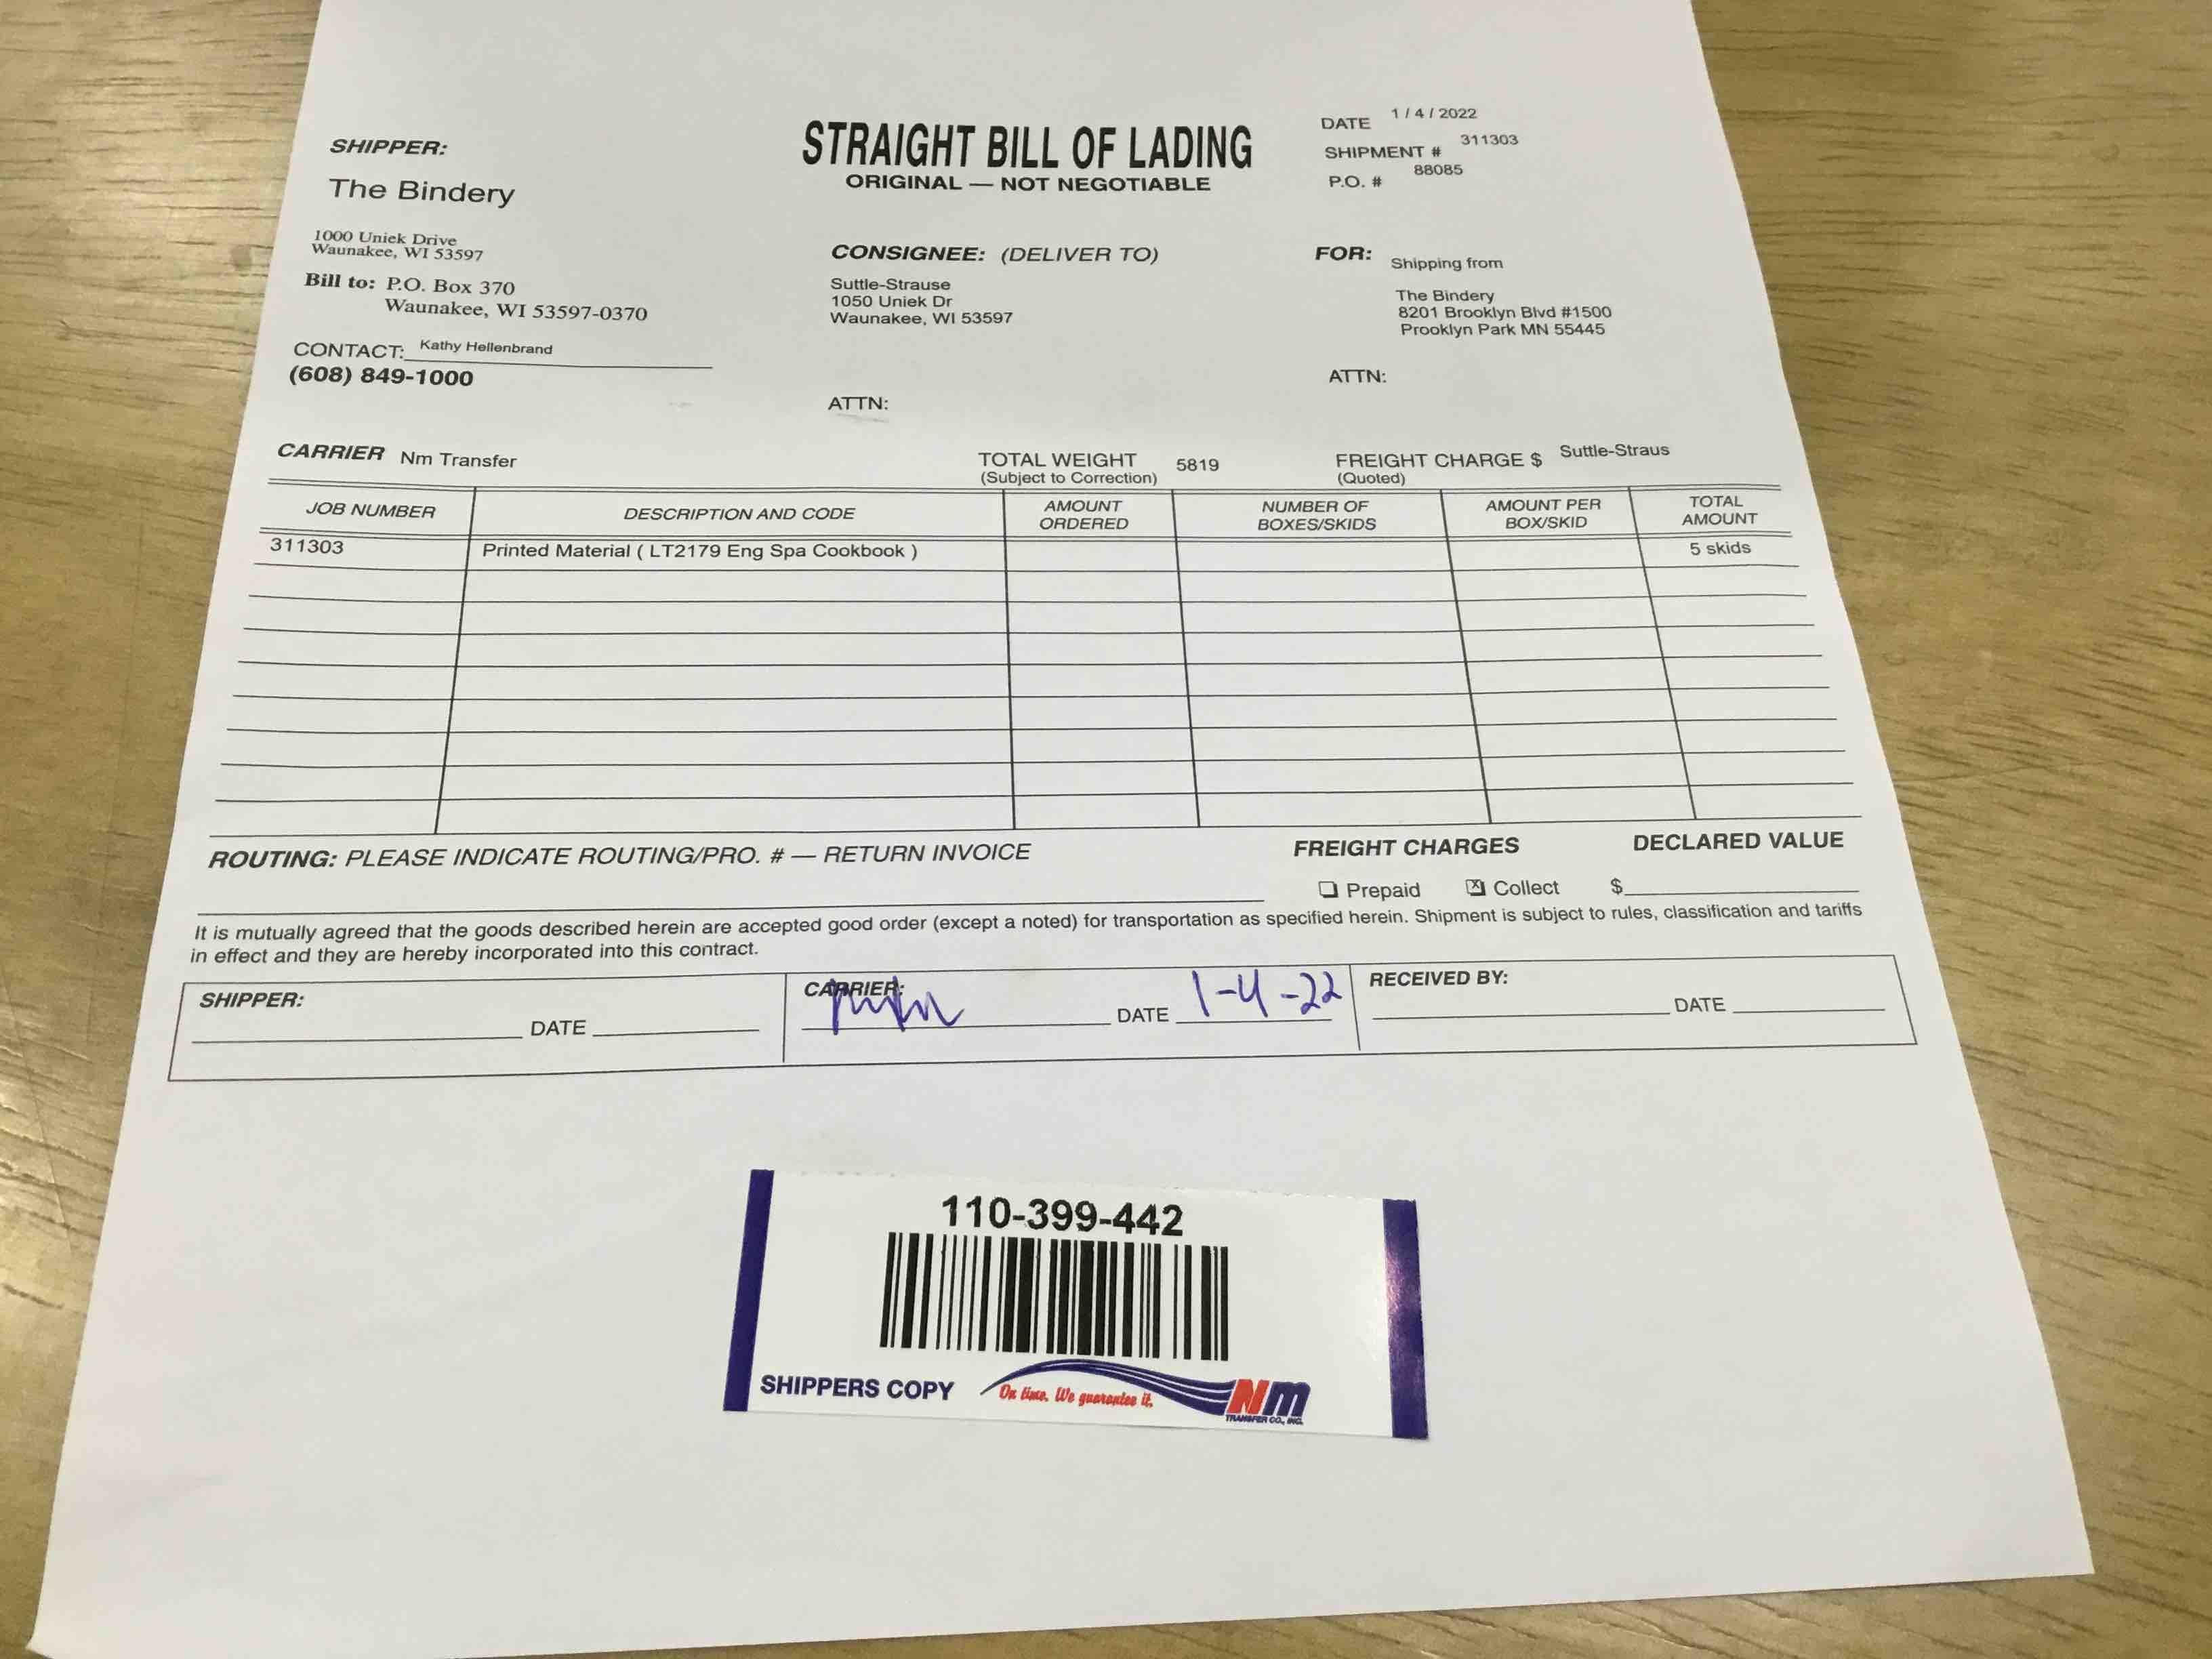 SHIPPER:
The Bindery
1000 Uniek Drive
Waunakee, WI 53597
Bill to: P.O. Box 370
Waunakee, WI 53597-0370
CONTACT: Kathy Hellenbrand
(608) 849-1000
STRAIGHT BILL OF LADING
ORIGINAL — NOT NEGOTIABLE
DATE 1 / 4 / 2022
SHIPMENT # 311303
P.O. # 88085
CONSIGNEE: (DELIVER TO)
Suttle-Strause
1050 Uniek Dr
Waunakee, WI 53597
ATTN:
FOR: Shipping from
The Bindery
8201 Brooklyn Blvd #1500
Prooklyn Park MN 55445
ATTN:
CARRIER Nm Transfer
TOTAL WEIGHT 5819
(Subject to Correction)
FREIGHT CHARGE $ Suttle-Straus
(Quoted)
JOB NUMBER
DESCRIPTION AND CODE
AMOUNT
ORDERED
NUMBER OF
BOXES/SKIDS
AMOUNT PER
BOX/SKID
TOTAL
AMOUNT
311303 Printed Material ( LT2179 Eng Spa Cookbook ) 5 skids
ROUTING: PLEASE INDICATE ROUTING/PRO. # — RETURN INVOICE
FREIGHT CHARGES
Prepaid Collect
DECLARED VALUE
$
It is mutually agreed that the goods described herein are accepted good order (except a noted) for transportation as specified herein. Shipment is subject to rules, classification and tariffs
in effect and they are hereby incorporated into this contract.
SHIPPER:
DATE
CARRIER:
DATE 1-4-22
RECEIVED BY:
DATE
110-399-442
SHIPPERS COPY
On time. We guarantee it.
Nm
TRANSFER CO., INC.